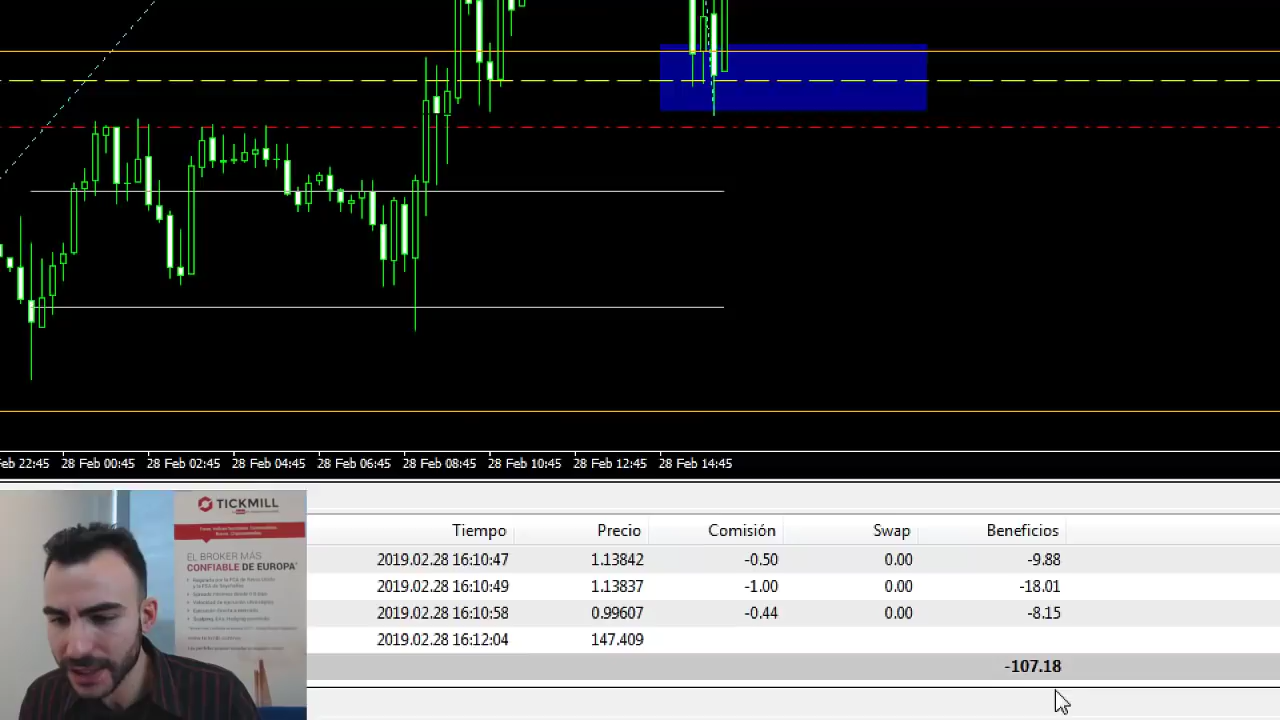 eb 22:45 28 Feb 00:45 28 Feb 02:45 28 Feb 04:45 28 Feb 06:45 28 Feb 08:45 28 Feb 10:45 28 Feb 12:45 28 Feb 14:45
TICKMILL
EL BROKER MÁS
CONFIABLE DE EUROPA*
Tiempo Precio Comisión Swap Beneficios
2019.02.28 16:10:47 1.13842 -0.50 0.00 -9.88
2019.02.28 16:10:49 1.13837 -1.00 0.00 -18.01
2019.02.28 16:10:58 0.99607 -0.44 0.00 -8.15
2019.02.28 16:12:04 147.409
-107.18